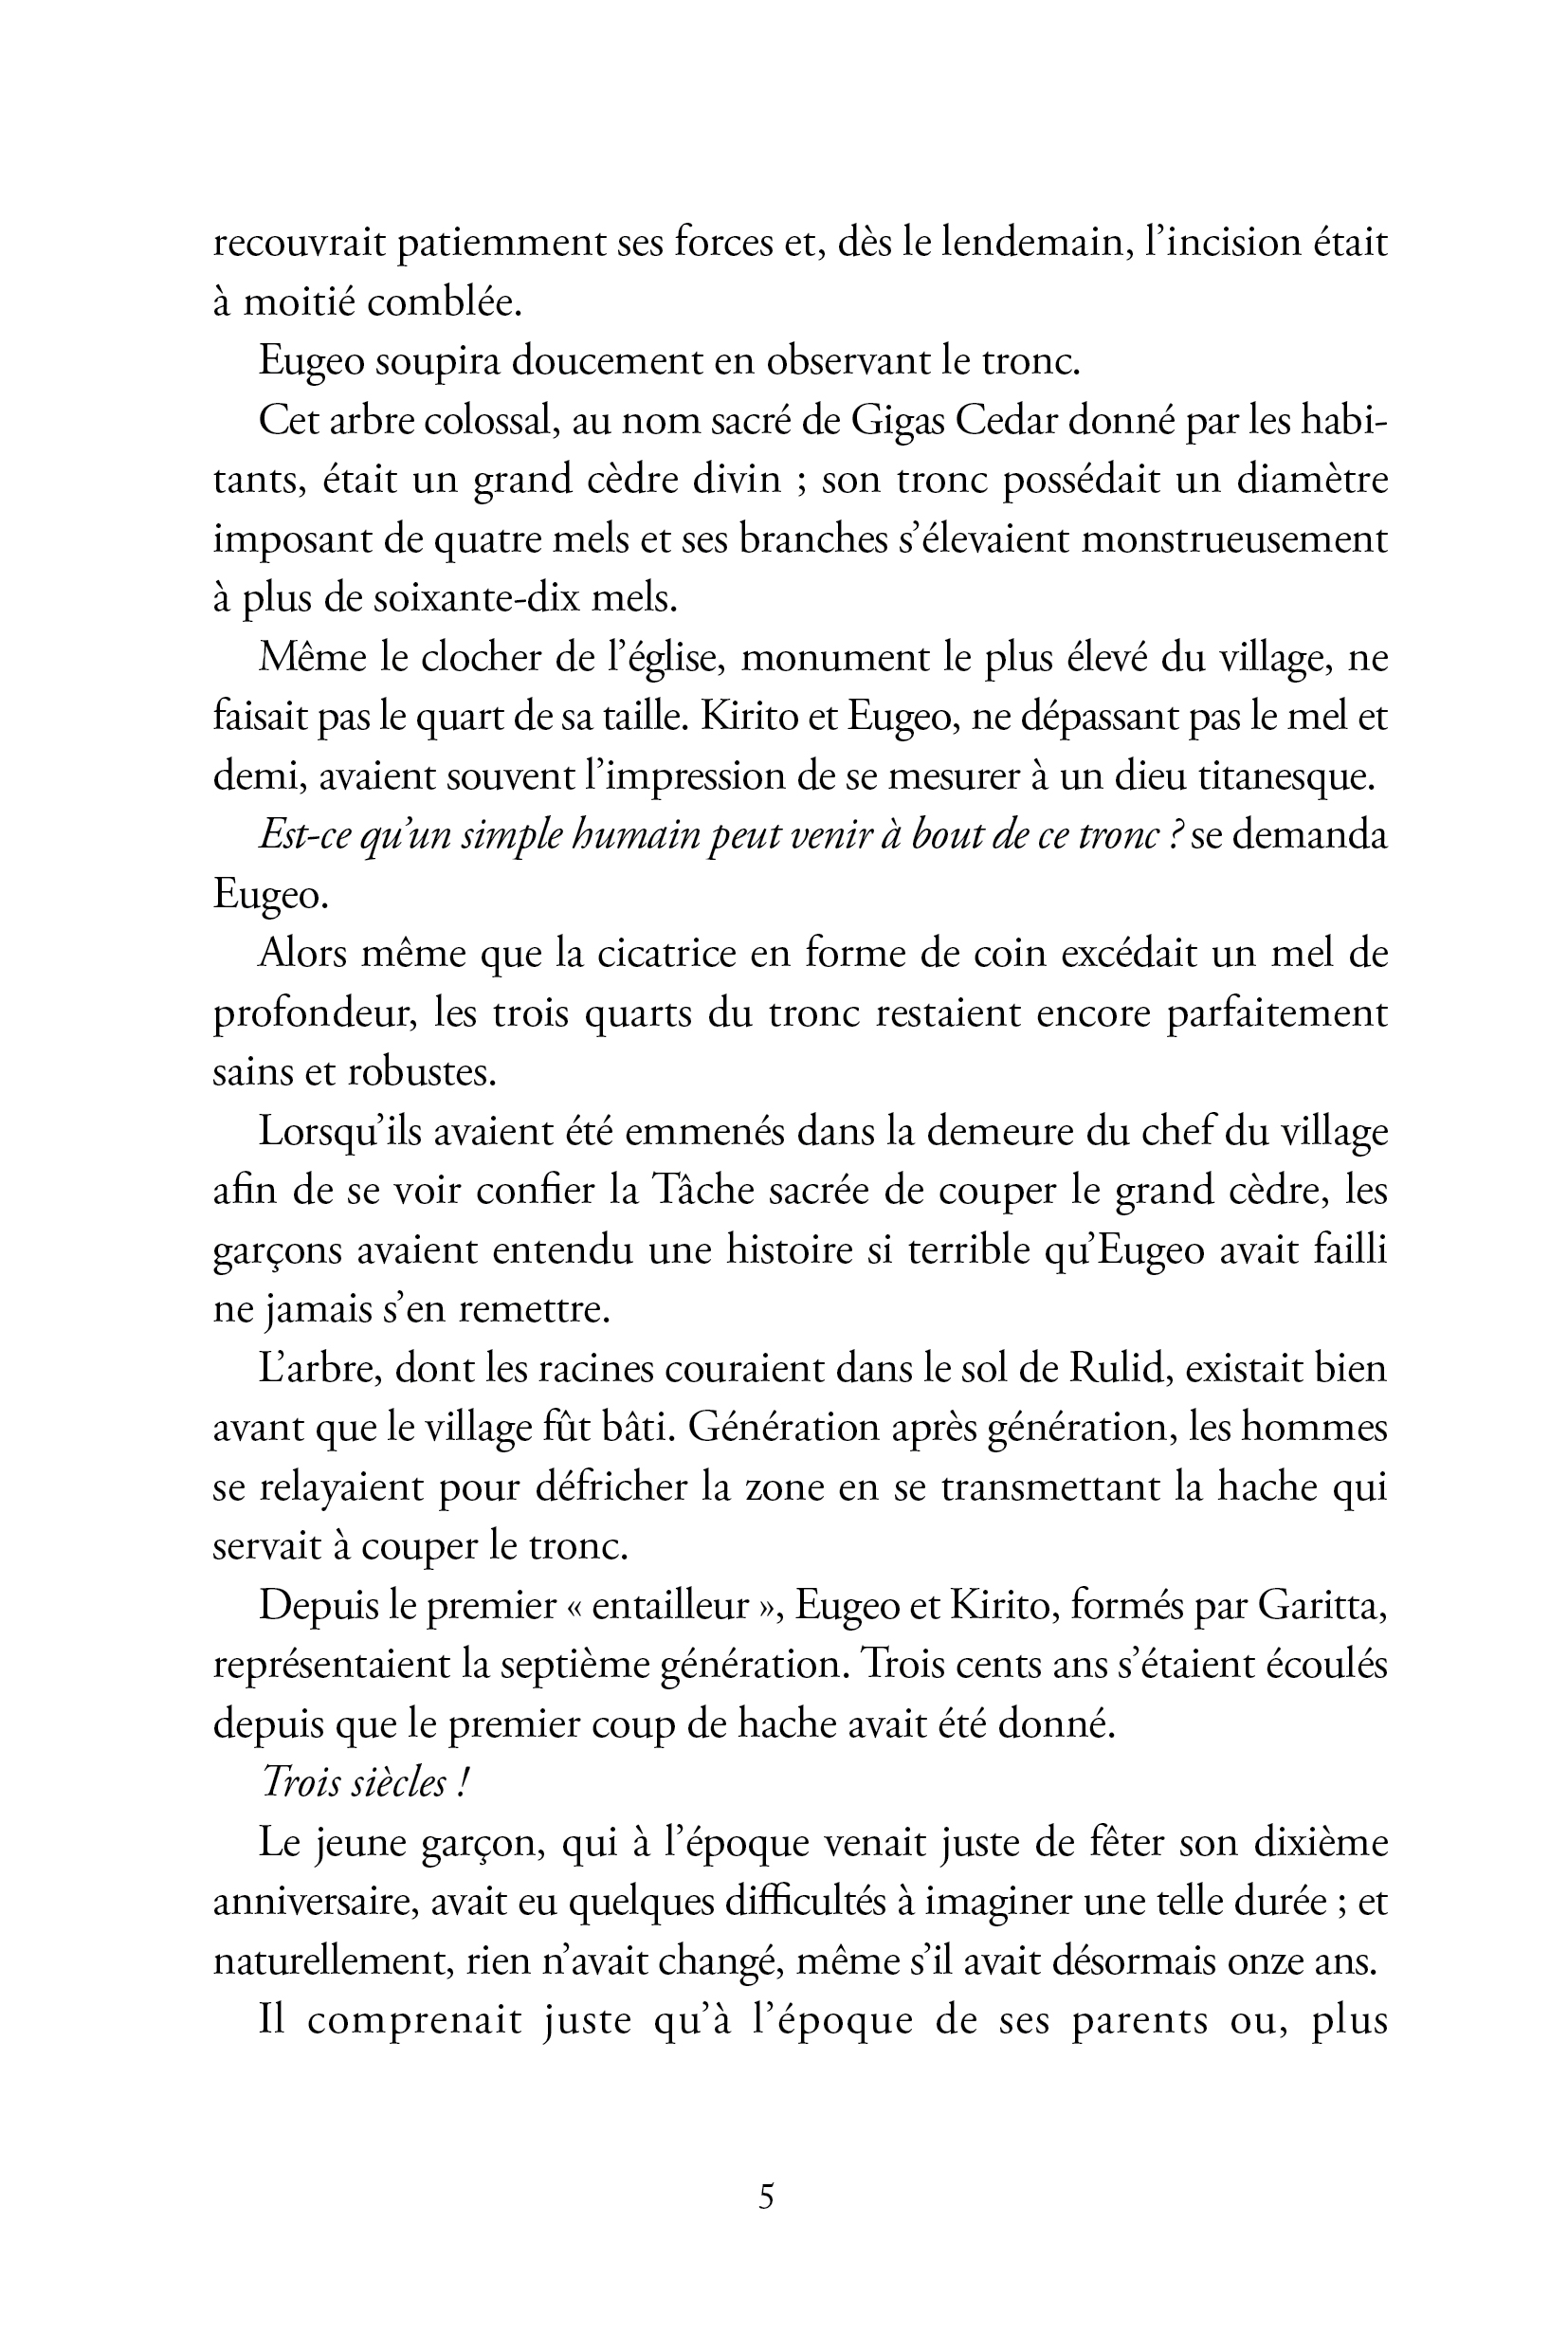 recouvrait patiemment ses forces et, dès le lendemain, l’incision était
à moitié comblée.
Eugeo soupira doucement en observant le tronc.
Cet arbre colossal, au nom sacré de Gigas Cedar donné par les habi-
tants, était un grand cèdre divin ; son tronc possédait un diamètre
imposant de quatre mels et ses branches s’élevaient monstrueusement
à plus de soixante-dix mels.
Même le clocher de l’église, monument le plus élevé du village, ne
faisait pas le quart de sa taille. Kirito et Eugeo, ne dépassant pas le mel et
demi, avaient souvent l’impression de se mesurer à un dieu titanesque.
Est-ce qu’un simple humain peut venir à bout de ce tronc ? se demanda
Eugeo.
Alors même que la cicatrice en forme de coin excédait un mel de
profondeur, les trois quarts du tronc restaient encore parfaitement
sains et robustes.
Lorsqu’ils avaient été emmenés dans la demeure du chef du village
afin de se voir confier la Tâche sacrée de couper le grand cèdre, les
garçons avaient entendu une histoire si terrible qu’Eugeo avait failli
ne jamais s’en remettre.
L’arbre, dont les racines couraient dans le sol de Rulid, existait bien
avant que le village fût bâti. Génération après génération, les hommes
se relayaient pour défricher la zone en se transmettant la hache qui
servait à couper le tronc.
Depuis le premier « entailleur », Eugeo et Kirito, formés par Garitta,
représentaient la septième génération. Trois cents ans s’étaient écoulés
depuis que le premier coup de hache avait été donné.
Trois siècles !
Le jeune garçon, qui à l’époque venait juste de fêter son dixième
anniversaire, avait eu quelques difficultés à imaginer une telle durée ; et
naturellement, rien n’avait changé, même s’il avait désormais onze ans.
Il comprenait juste qu’à l’époque de ses parents ou, plus
5